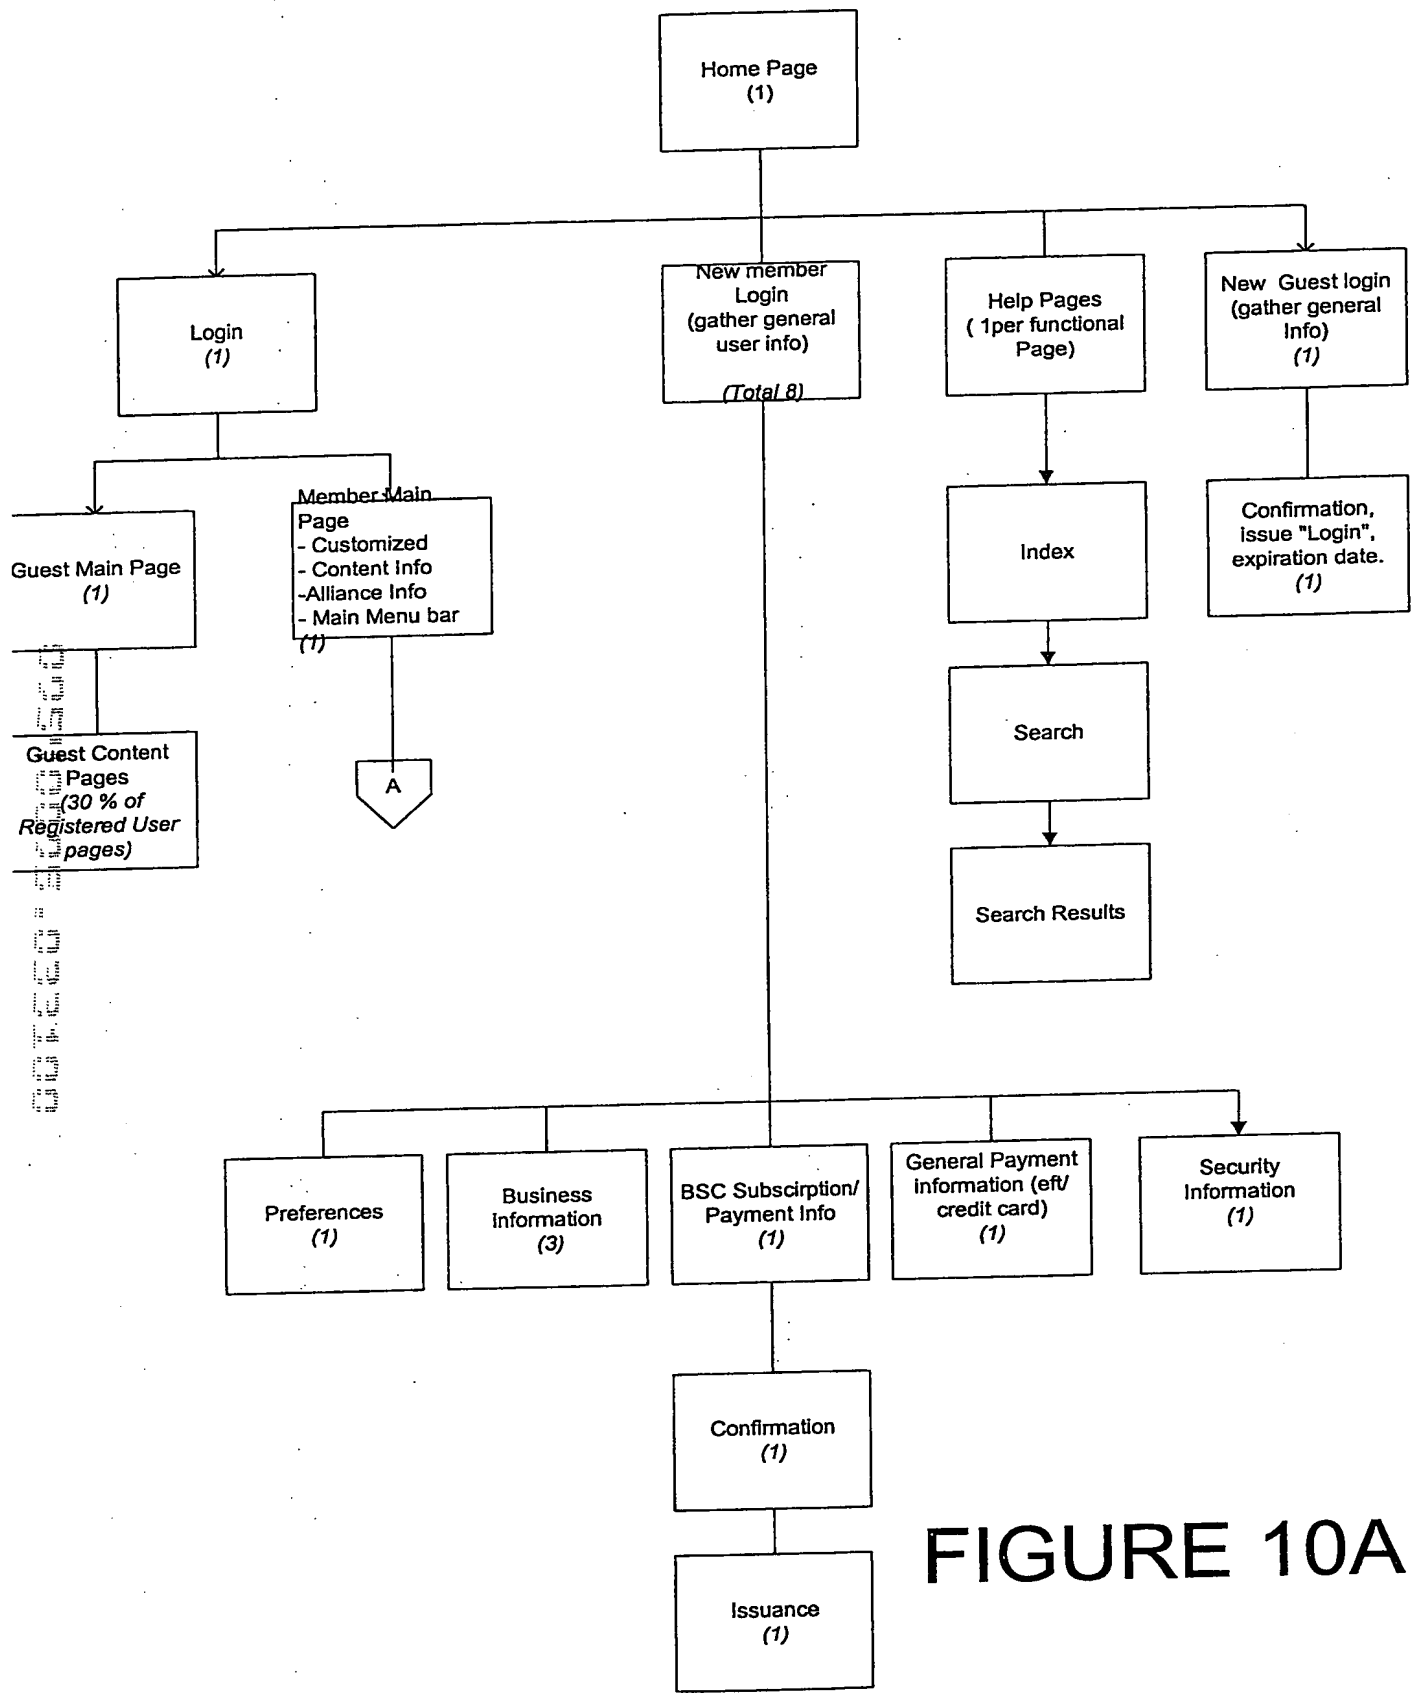 Home Page
(1)
Login
(1)
New member
Login
(gather general
user info)
(Total 8)
Help Pages
( 1per functional
Page)
New Guest login
(gather general
Info)
(1)
Guest Main Page
(1)
Member Main
Page
- Customized
- Content Info
-Alliance Info
- Main Menu bar
(1)
Index
Confirmation,
issue "Login",
expiration date.
(1)
Guest Content
Pages
(30 % of
Registered User
pages)
A
Search
Search Results
Preferences
(1)
Business
Information
(3)
BSC Subscirption/
Payment Info
(1)
General Payment
information (eft/
credit card)
(1)
Security
Information
(1)
Confirmation
(1)
Issuance
(1)
FIGURE 10A